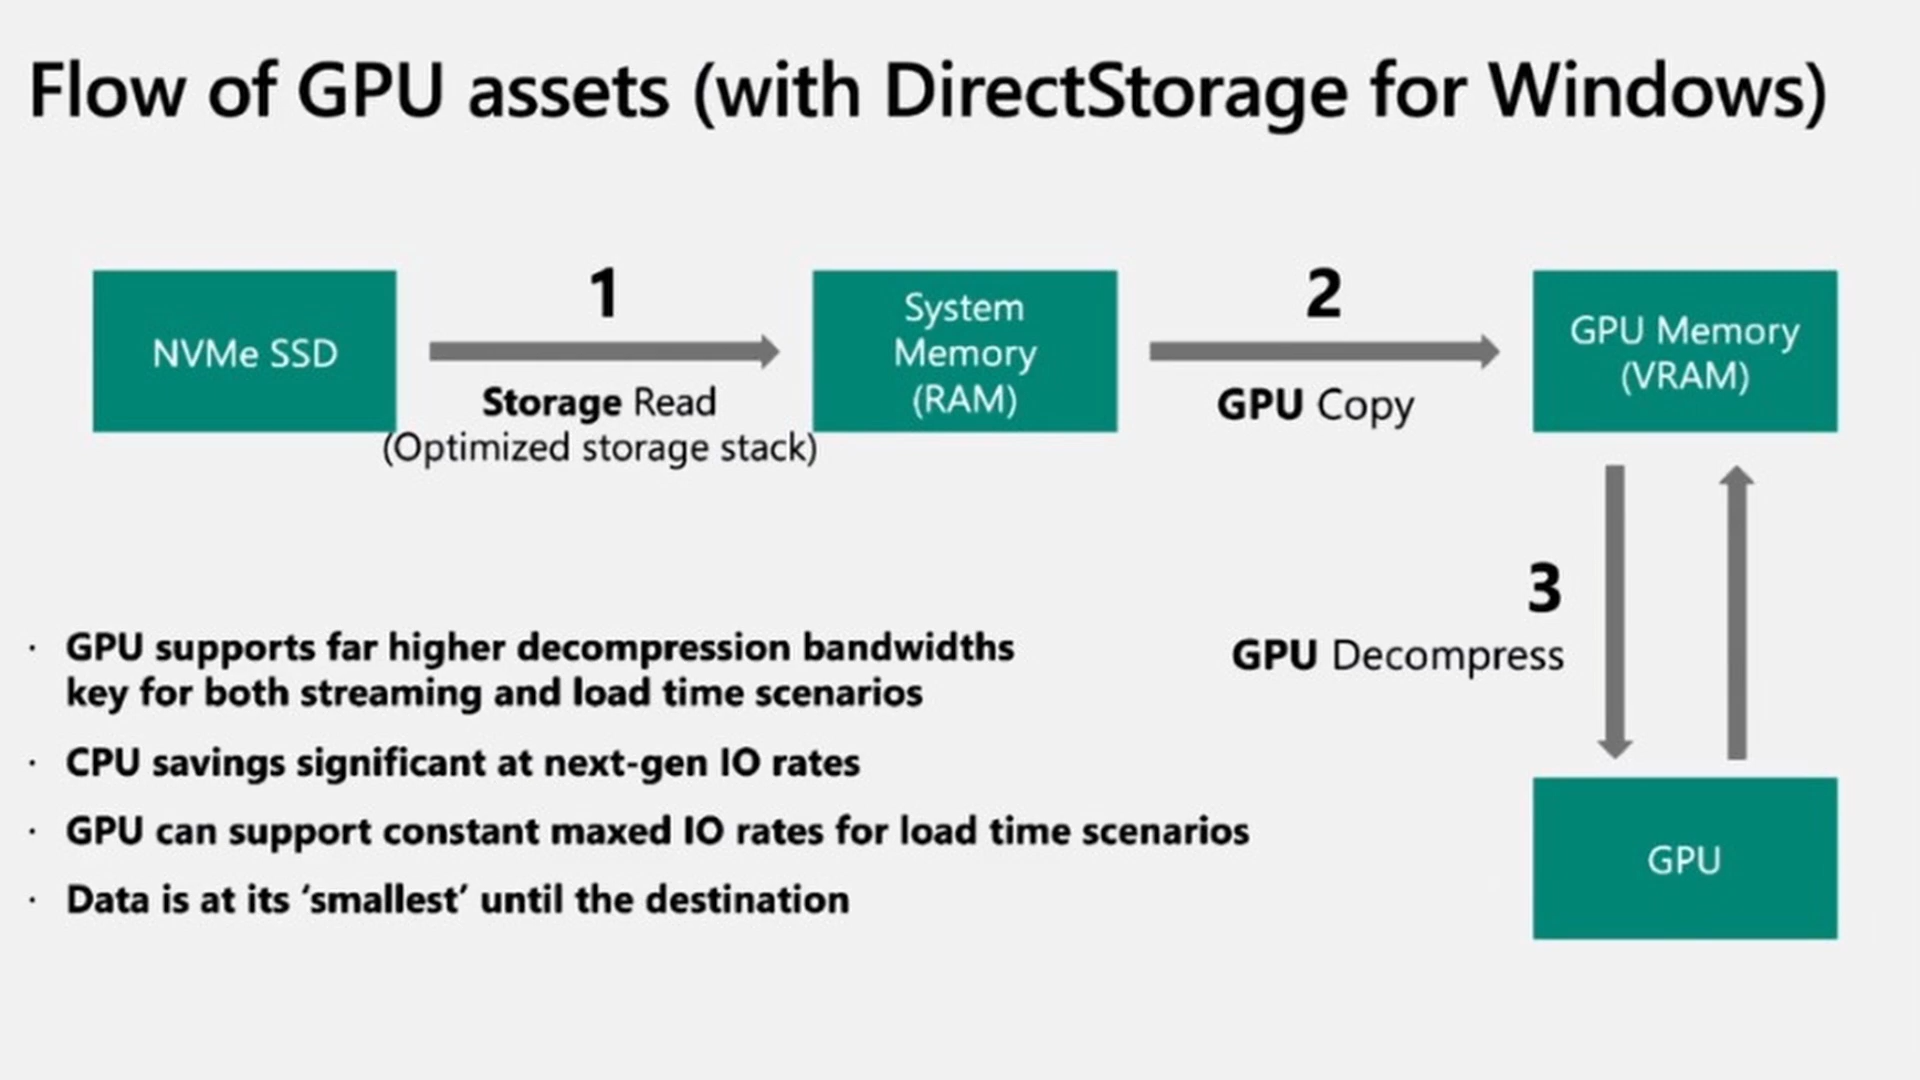 Flow of GPU assets (with DirectStorage for Windows)
NVMe SSD
1
Storage Read
(Optimized storage stack)
System
Memory
(RAM)
2
GPU Copy
GPU Memory
(VRAM)
3
GPU Decompress
GPU
· GPU supports far higher decompression bandwidths
key for both streaming and load time scenarios
· CPU savings significant at next-gen IO rates
· GPU can support constant maxed IO rates for load time scenarios
· Data is at its ‘smallest’ until the destination